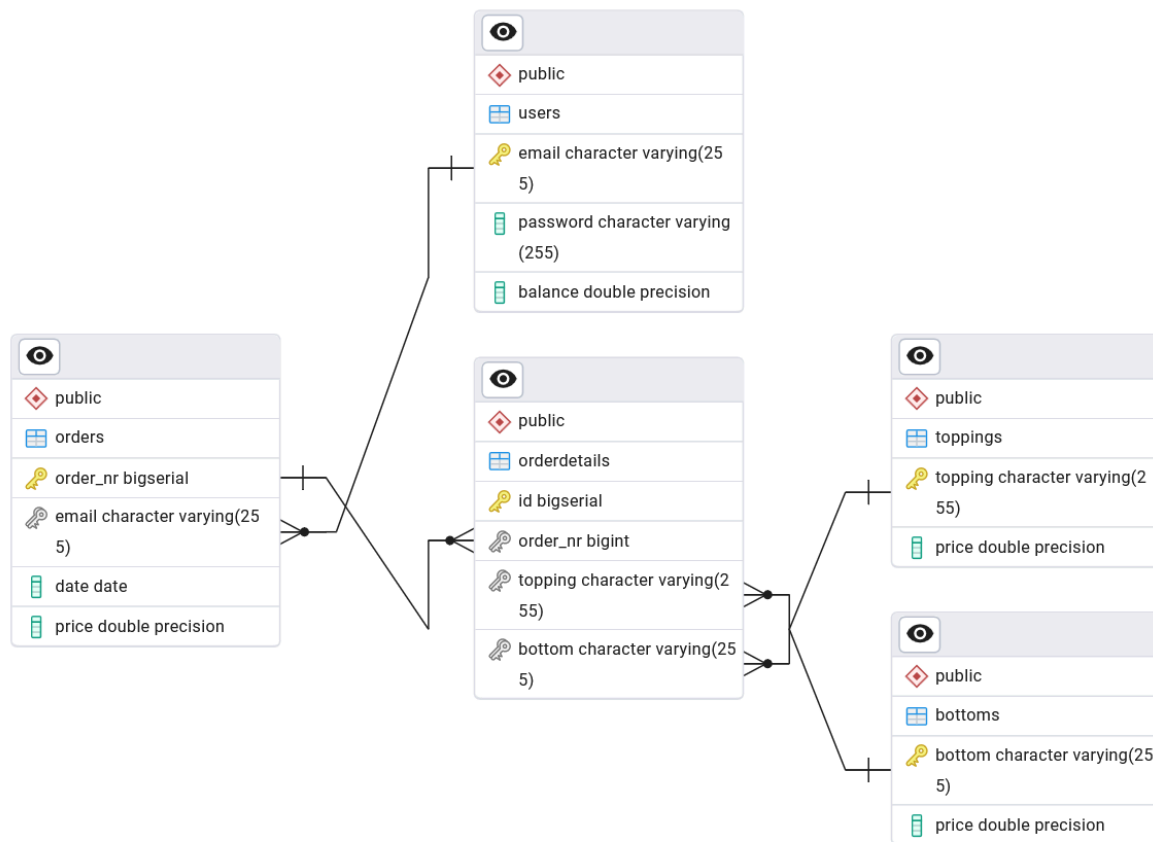 public
users
email character varying(25
5)
password character varying
(255)
balance double precision
public
orders
order_nr bigserial
email character varying(25
5)
date date
price double precision
public
orderdetails
id bigserial
order_nr bigint
topping character varying(2
55)
bottom character varying(25
5)
public
toppings
topping character varying(2
55)
price double precision
public
bottoms
bottom character varying(25
5)
price double precision